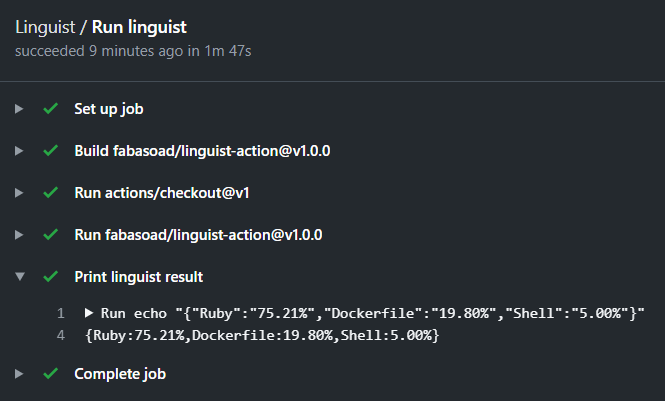 Linguist / Run linguist
succeeded 9 minutes ago in 1m 47s
Set up job
Build fabasoad/linguist-action@v1.0.0
Run actions/checkout@v1
Run fabasoad/linguist-action@v1.0.0
Print linguist result
1 Run echo "{"Ruby":"75.21%","Dockerfile":"19.80%","Shell":"5.00%"}"
4 {Ruby:75.21%,Dockerfile:19.80%,Shell:5.00%}
Complete job